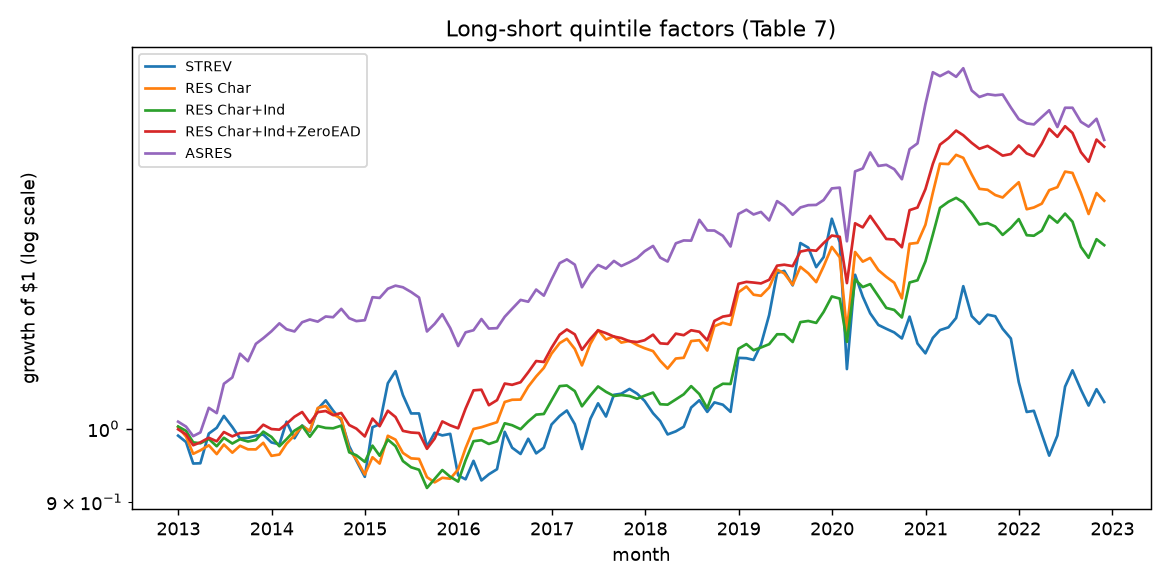 Long-short quintile factors (Table 7)
STREV
RES Char
RES Char+Ind
RES Char+Ind+ZeroEAD
ASRES
growth of $1 (log scale)
10⁰
9 × 10⁻¹
2013 2014 2015 2016 2017 2018 2019 2020 2021 2022 2023
month